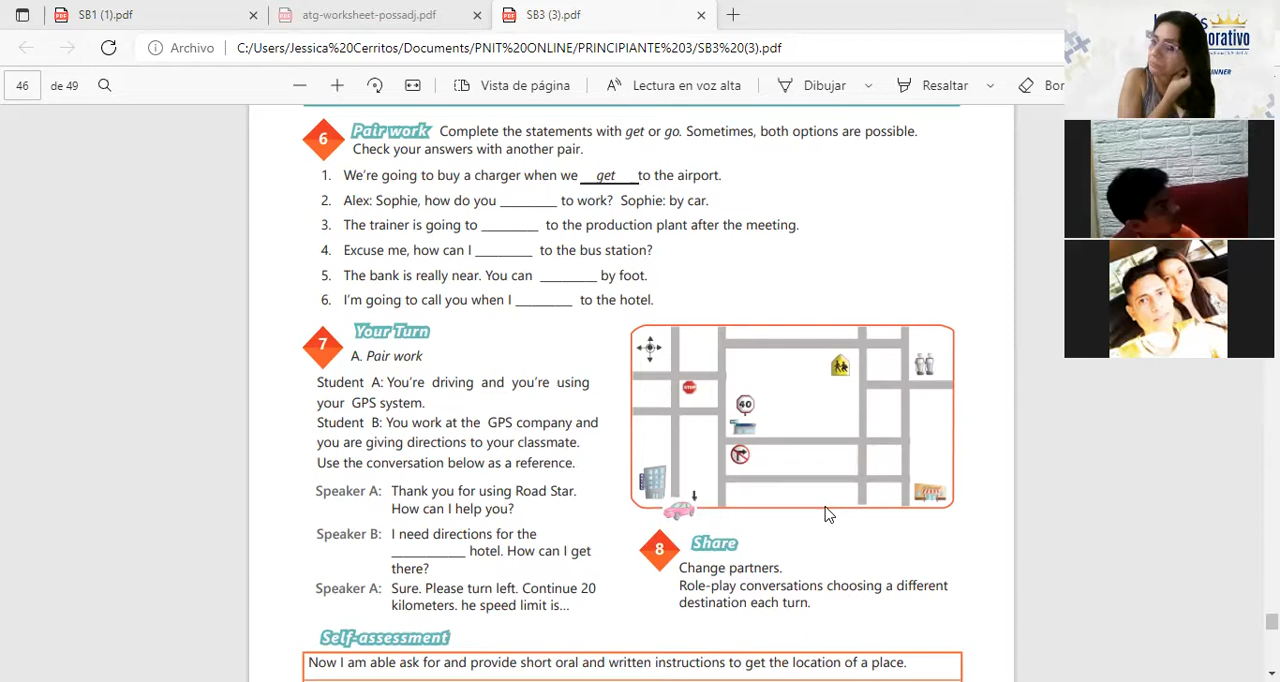 SB1 (1).pdf
atg-worksheet-possadj.pdf
SB3 (3).pdf
Archivo
C:/Users/Jessica%20Cerritos/Documents/PNIT%20ONLINE/PRINCIPIANTE%203/SB3%20(3).pdf
46 de 49
Vista de página
Lectura en voz alta
Dibujar
Resaltar
Bor
6 Pair work Complete the statements with get or go. Sometimes, both options are possible.
Check your answers with another pair.
1. We're going to buy a charger when we __get__ to the airport.
2. Alex: Sophie, how do you ________ to work? Sophie: by car.
3. The trainer is going to ________ to the production plant after the meeting.
4. Excuse me, how can I ________ to the bus station?
5. The bank is really near. You can ________ by foot.
6. I'm going to call you when I ________ to the hotel.
7 Your Turn
A. Pair work
Student A: You're driving and you're using
your GPS system.
Student B: You work at the GPS company and
you are giving directions to your classmate.
Use the conversation below as a reference.
Speaker A: Thank you for using Road Star.
How can I help you?
Speaker B: I need directions for the
___________ hotel. How can I get
there?
Speaker A: Sure. Please turn left. Continue 20
kilometers. he speed limit is...
STOP
40
8 Share
Change partners.
Role-play conversations choosing a different
destination each turn.
Self-assessment
Now I am able ask for and provide short oral and written instructions to get the location of a place.